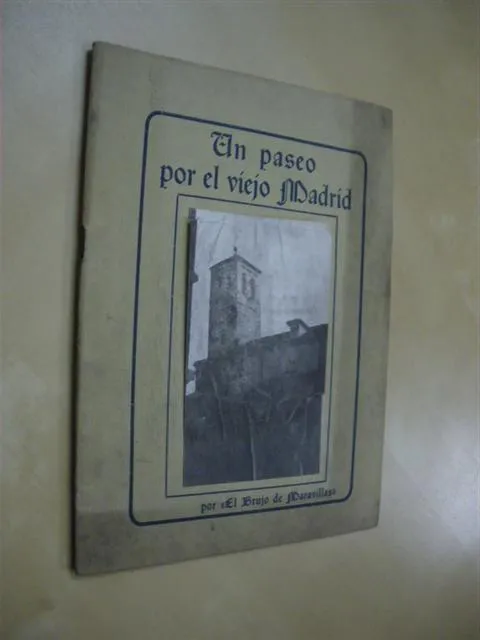 Un paseo
por el viejo Madrid
por «El Brujo de Maravillas»